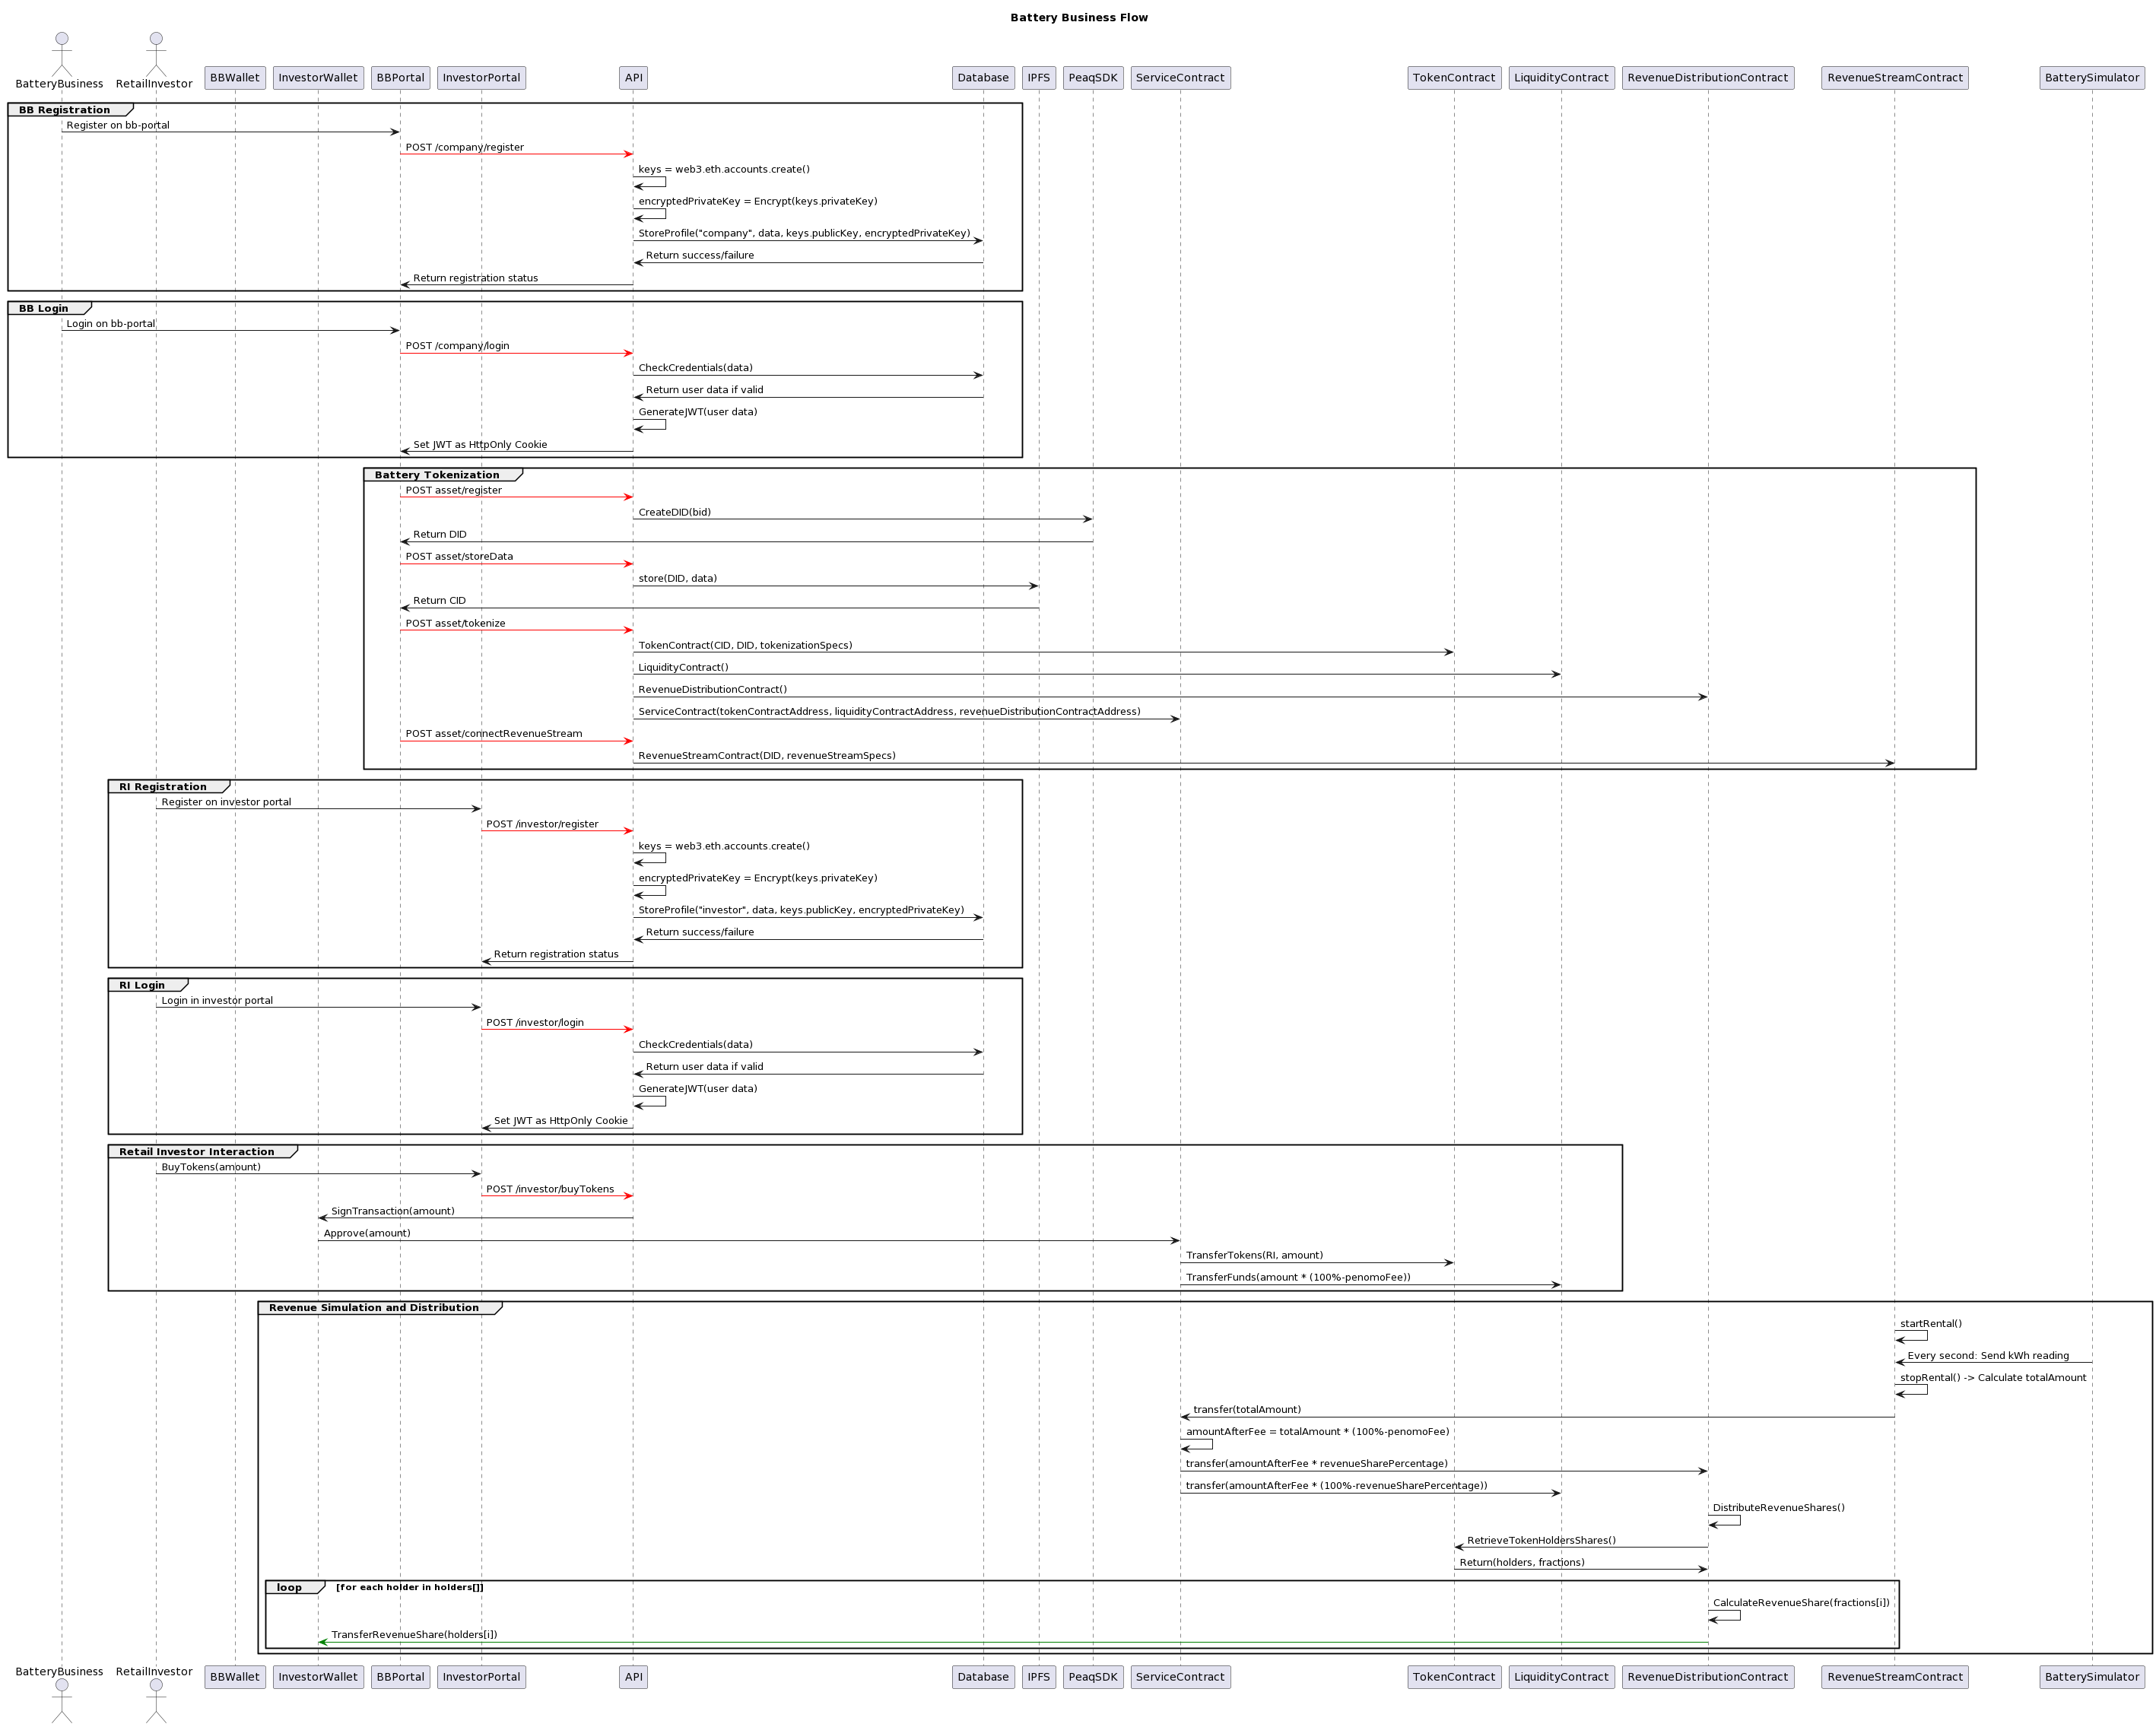 Battery Business Flow
BatteryBusiness
RetailInvestor
BBWallet
InvestorWallet
BBPortal
InvestorPortal
API
Database
IPFS
PeaqSDK
ServiceContract
TokenContract
LiquidityContract
RevenueDistributionContract
RevenueStreamContract
BatterySimulator
BB Registration
Register on bb-portal
POST /company/register
keys = web3.eth.accounts.create()
encryptedPrivateKey = Encrypt(keys.privateKey)
StoreProfile("company", data, keys.publicKey, encryptedPrivateKey)
Return success/failure
Return registration status
BB Login
Login on bb-portal
POST /company/login
CheckCredentials(data)
Return user data if valid
GenerateJWT(user data)
Set JWT as HttpOnly Cookie
Battery Tokenization
POST asset/register
CreateDID(bid)
Return DID
POST asset/storeData
store(DID, data)
Return CID
POST asset/tokenize
TokenContract(CID, DID, tokenizationSpecs)
LiquidityContract()
RevenueDistributionContract()
ServiceContract(tokenContractAddress, liquidityContractAddress, revenueDistributionContractAddress)
POST asset/connectRevenueStream
RevenueStreamContract(DID, revenueStreamSpecs)
RI Registration
Register on investor portal
POST /investor/register
keys = web3.eth.accounts.create()
encryptedPrivateKey = Encrypt(keys.privateKey)
StoreProfile("investor", data, keys.publicKey, encryptedPrivateKey)
Return success/failure
Return registration status
RI Login
Login in investor portal
POST /investor/login
CheckCredentials(data)
Return user data if valid
GenerateJWT(user data)
Set JWT as HttpOnly Cookie
Retail Investor Interaction
BuyTokens(amount)
POST /investor/buyTokens
SignTransaction(amount)
Approve(amount)
TransferTokens(RI, amount)
TransferFunds(amount * (100%-penomoFee))
Revenue Simulation and Distribution
startRental()
Every second: Send kWh reading
stopRental() -> Calculate totalAmount
transfer(totalAmount)
amountAfterFee = totalAmount * (100%-penomoFee)
transfer(amountAfterFee * revenueSharePercentage)
transfer(amountAfterFee * (100%-revenueSharePercentage))
DistributeRevenueShares()
RetrieveTokenHoldersShares()
Return(holders, fractions)
loop [for each holder in holders[]]
CalculateRevenueShare(fractions[i])
TransferRevenueShare(holders[i])
BatteryBusiness
RetailInvestor
BBWallet
InvestorWallet
BBPortal
InvestorPortal
API
Database
IPFS
PeaqSDK
ServiceContract
TokenContract
LiquidityContract
RevenueDistributionContract
RevenueStreamContract
BatterySimulator